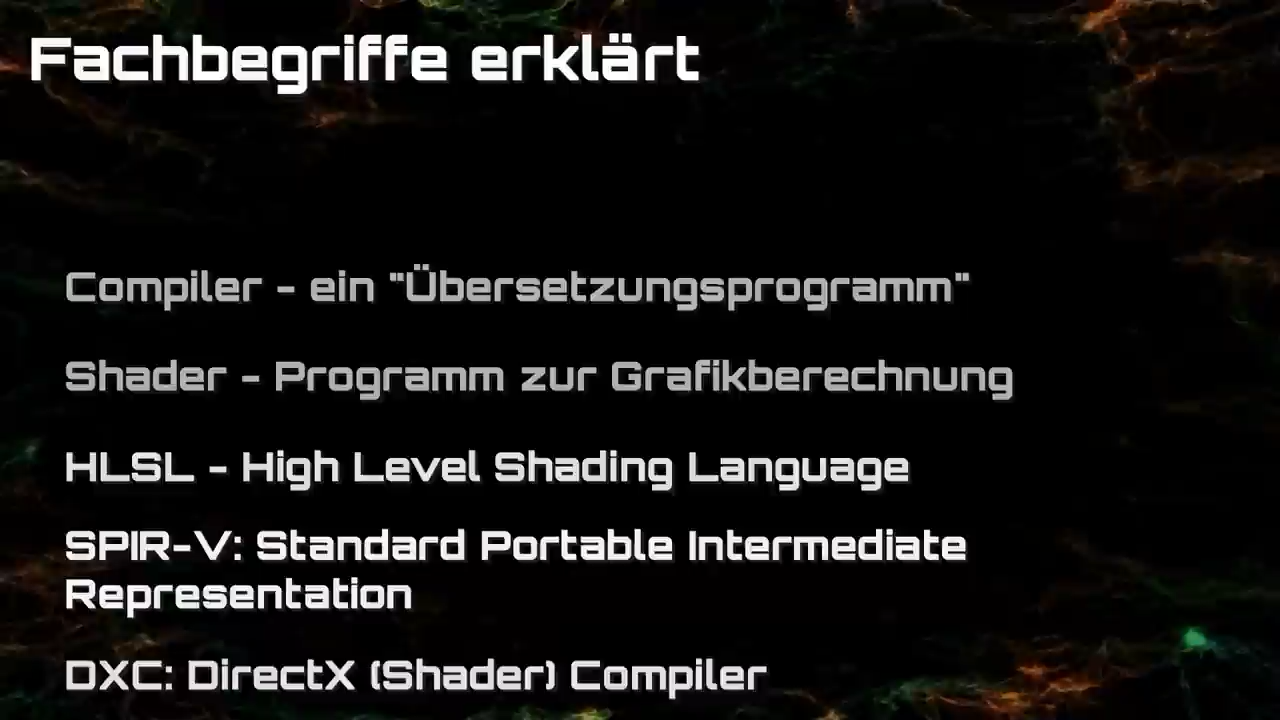 Fachbegriffe erklärt
Compiler - ein "Übersetzungsprogramm"
Shader - Programm zur Grafikberechnung
HLSL - High Level Shading Language
SPIR-V: Standard Portable Intermediate
Representation
DXC: DirectX (Shader) Compiler